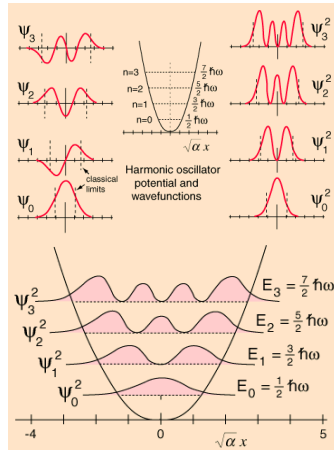 ψ₃
ψ₂
ψ₁
classical
limits
ψ₀
n=3 7/2 ħω
n=2 5/2 ħω
n=1 3/2 ħω
n=0 1/2 ħω
√α x
Harmonic oscillator
potential and
wavefunctions
ψ₃²
ψ₂²
ψ₁²
ψ₀²
ψ₃² E₃ = 7/2 ħω
ψ₂² E₂ = 5/2 ħω
ψ₁² E₁ = 3/2 ħω
ψ₀² E₀ = 1/2 ħω
-4 0 5
√α x